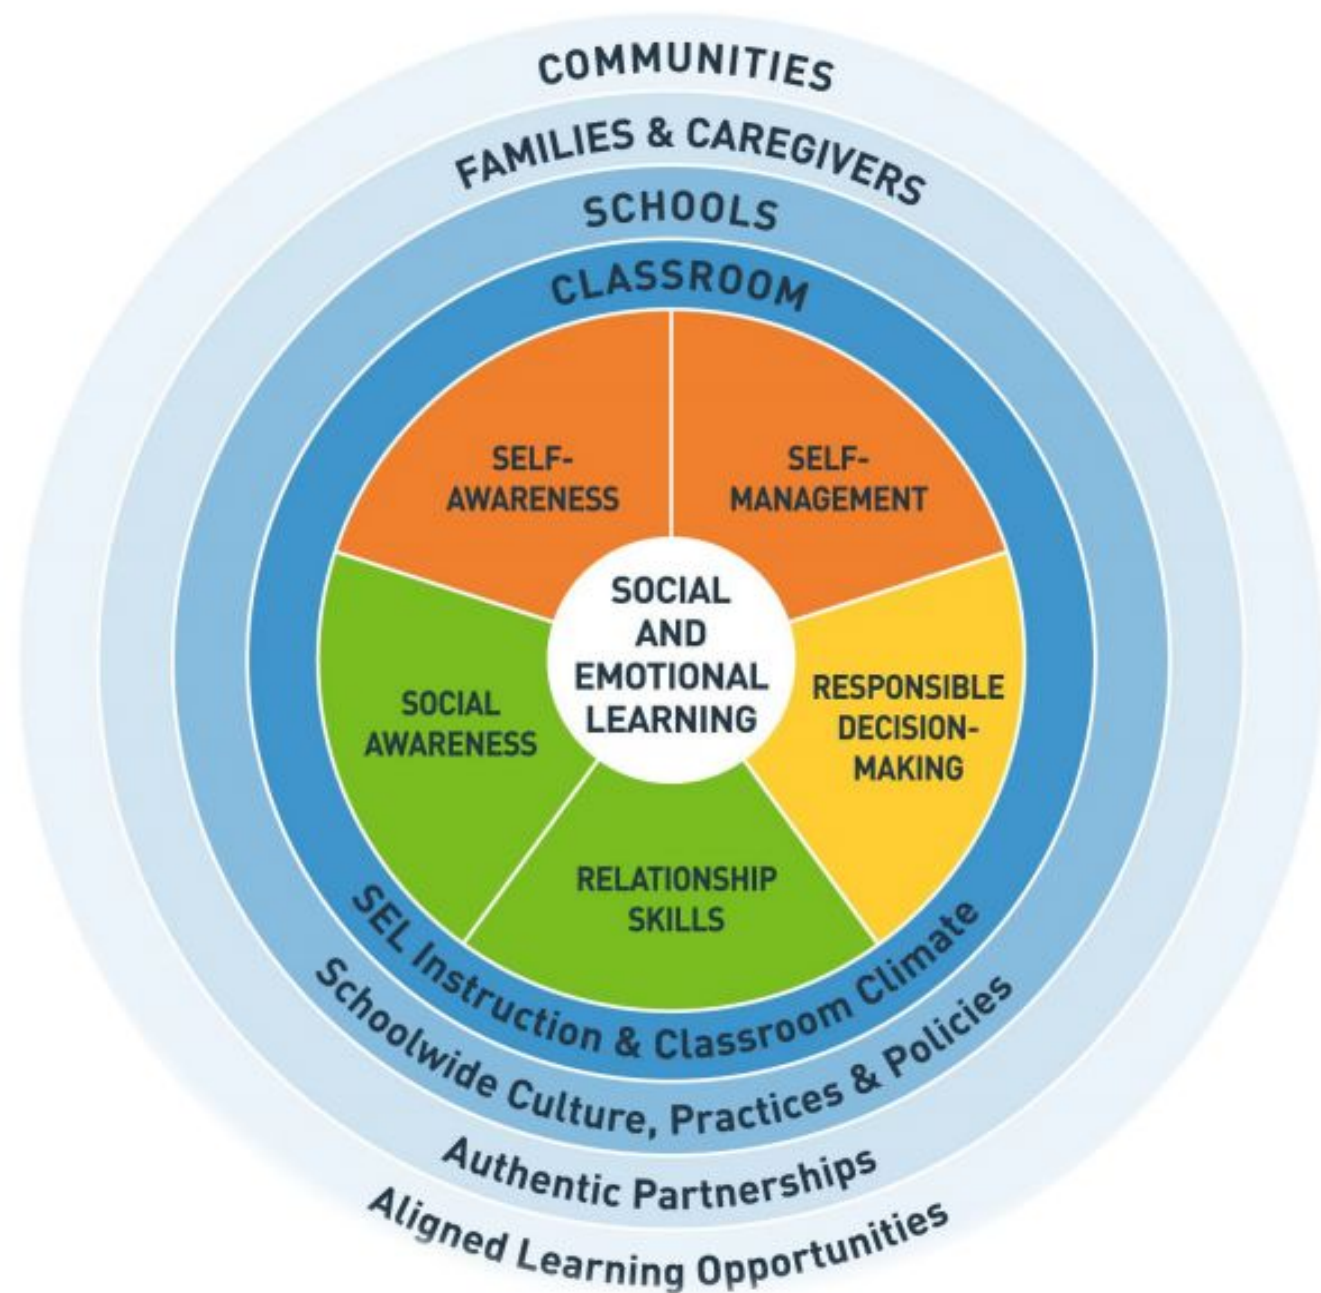 COMMUNITIES
FAMILIES & CAREGIVERS
SCHOOLS
CLASSROOM
SELF-
AWARENESS
SELF-
MANAGEMENT
SOCIAL
AND
EMOTIONAL
LEARNING
SOCIAL
AWARENESS
RESPONSIBLE
DECISION-
MAKING
RELATIONSHIP
SKILLS
SEL Instruction & Classroom Climate
Schoolwide Culture, Practices & Policies
Authentic Partnerships
Aligned Learning Opportunities